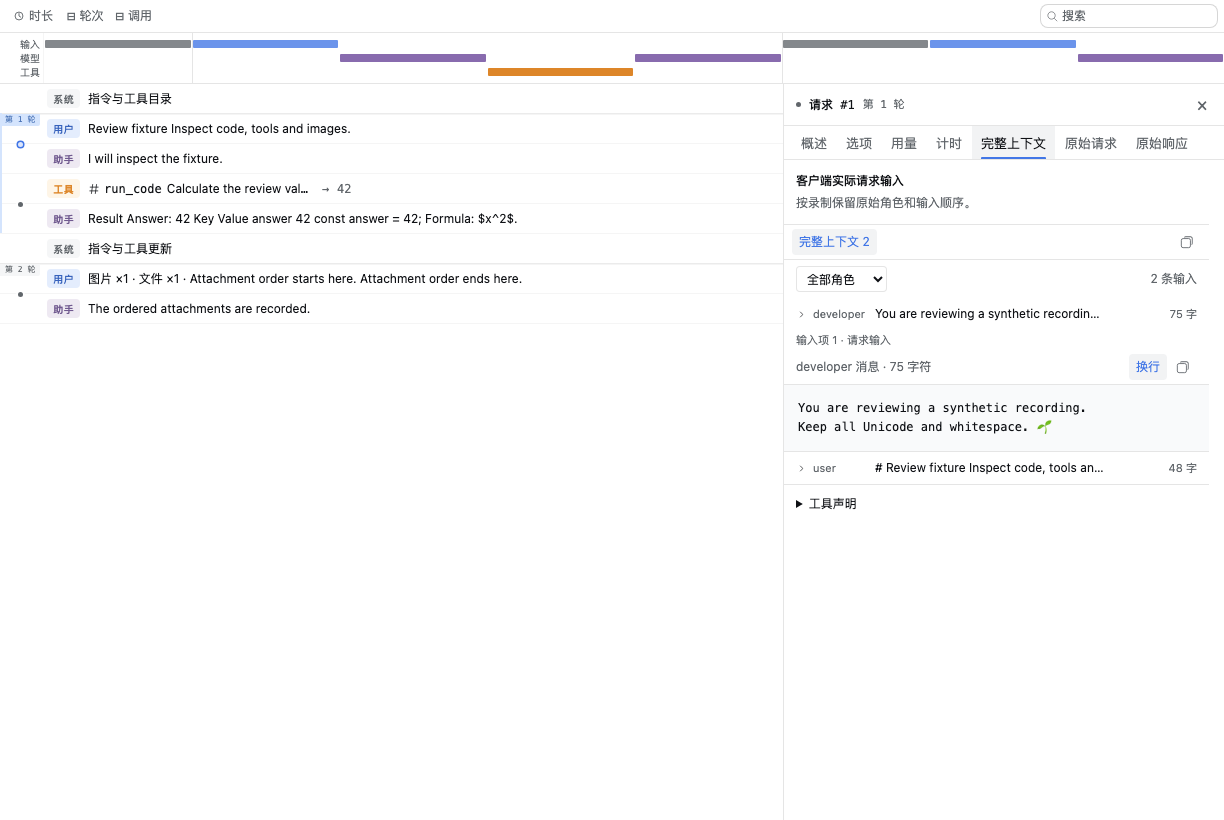 时长 轮次 调用 搜索
输入
模型
工具
系统 指令与工具目录
第 1 轮
用户 Review fixture Inspect code, tools and images.
助手 I will inspect the fixture.
工具 # run_code Calculate the review val… → 42
助手 Result Answer: 42 Key Value answer 42 const answer = 42; Formula: $x^2$.
系统 指令与工具更新
第 2 轮
用户 图片 ×1 · 文件 ×1 · Attachment order starts here. Attachment order ends here.
助手 The ordered attachments are recorded.
请求 #1 第 1 轮
概述 选项 用量 计时 完整上下文 原始请求 原始响应
客户端实际请求输入
按录制保留原始角色和输入顺序。
完整上下文 2
全部角色 2 条输入
developer You are reviewing a synthetic recordin… 75 字
输入项 1 · 请求输入
developer 消息 · 75 字符 换行
You are reviewing a synthetic recording.
Keep all Unicode and whitespace. 🌱
user # Review fixture Inspect code, tools an… 48 字
工具声明